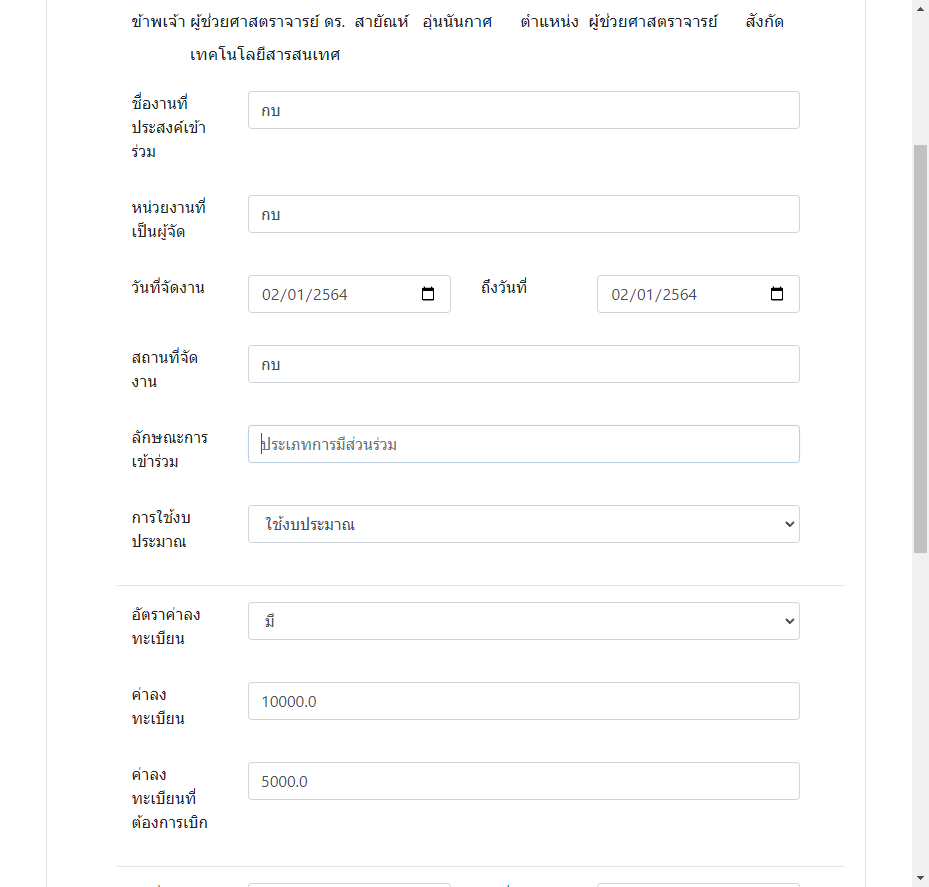 ข้าพเจ้า ผู้ช่วยศาสตราจารย์ ดร. สายัณห์ อุ่นนันกาศ ตำแหน่ง ผู้ช่วยศาสตราจารย์ สังกัด
เทคโนโลยีสารสนเทศ
ชื่องานที่
ประสงค์เข้า
ร่วม
กบ
หน่วยงานที่
เป็นผู้จัด
กบ
วันที่จัดงาน 02/01/2564 ถึงวันที่ 02/01/2564
สถานที่จัด
งาน
กบ
ลักษณะการ
เข้าร่วม
ประเภทการมีส่วนร่วม
การใช้งบ
ประมาณ
ใช้งบประมาณ
อัตราค่าลง
ทะเบียน
มี
ค่าลง
ทะเบียน
10000.0
ค่าลง
ทะเบียนที่
ต้องการเบิก
5000.0